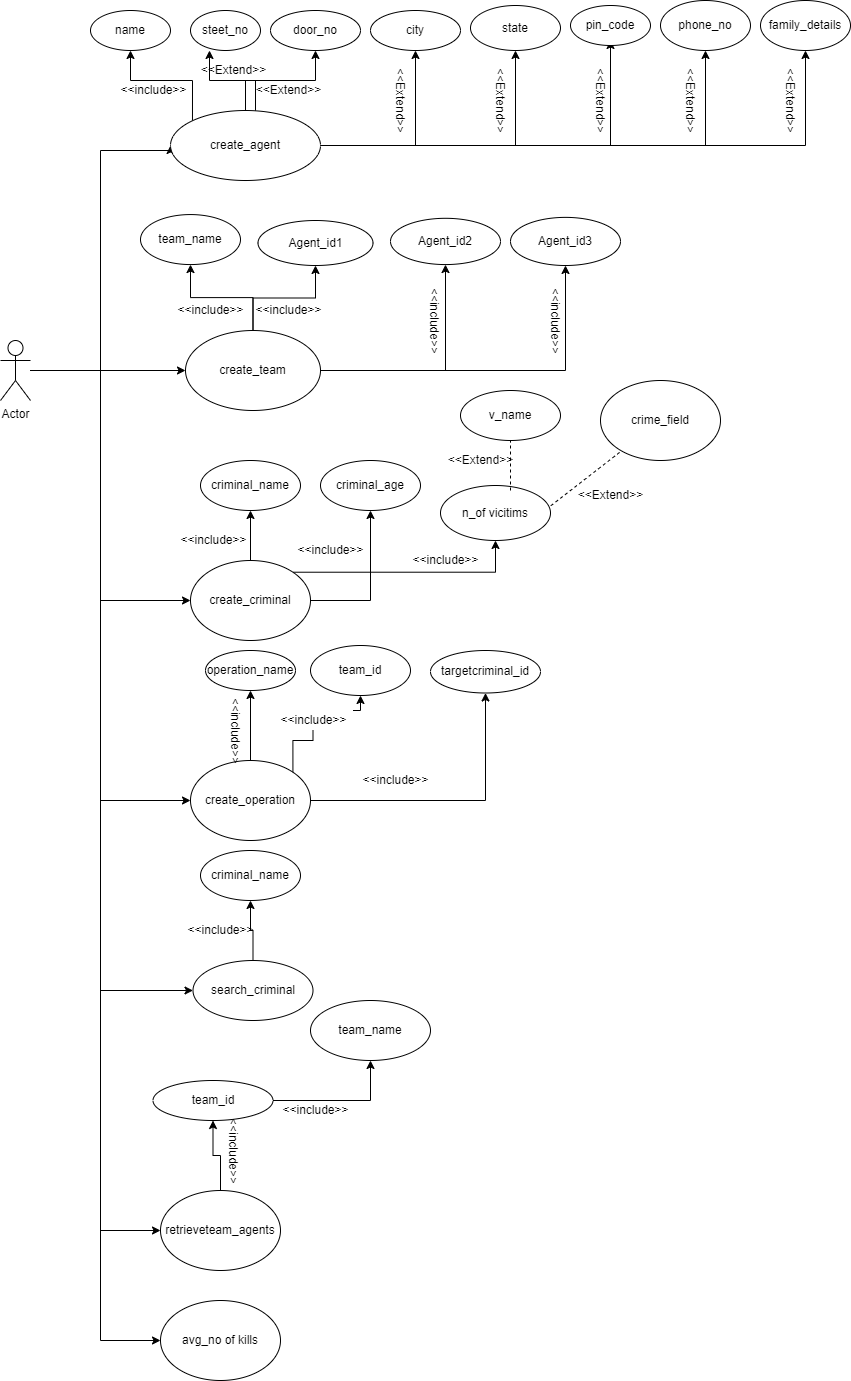 name
steet_no
door_no
city
state
pin_code
phone_no
family_details
<<Extend>>
<<include>>
<<Extend>>
<<Extend>>
<<Extend>>
<<Extend>>
<<Extend>>
<<Extend>>
create_agent
team_name
Agent_id1
Agent_id2
Agent_id3
<<include>>
<<include>>
<<include>>
<<include>>
create_team
Actor
v_name
crime_field
<<Extend>>
criminal_name
criminal_age
<<Extend>>
n_of vicitims
<<include>>
<<include>>
<<include>>
create_criminal
operation_name
team_id
targetcriminal_id
<<include>>
<<include>>
<<include>>
create_operation
criminal_name
<<include>>
search_criminal
team_name
team_id
<<include>>
<<include>>
retrieveteam_agents
avg_no of kills